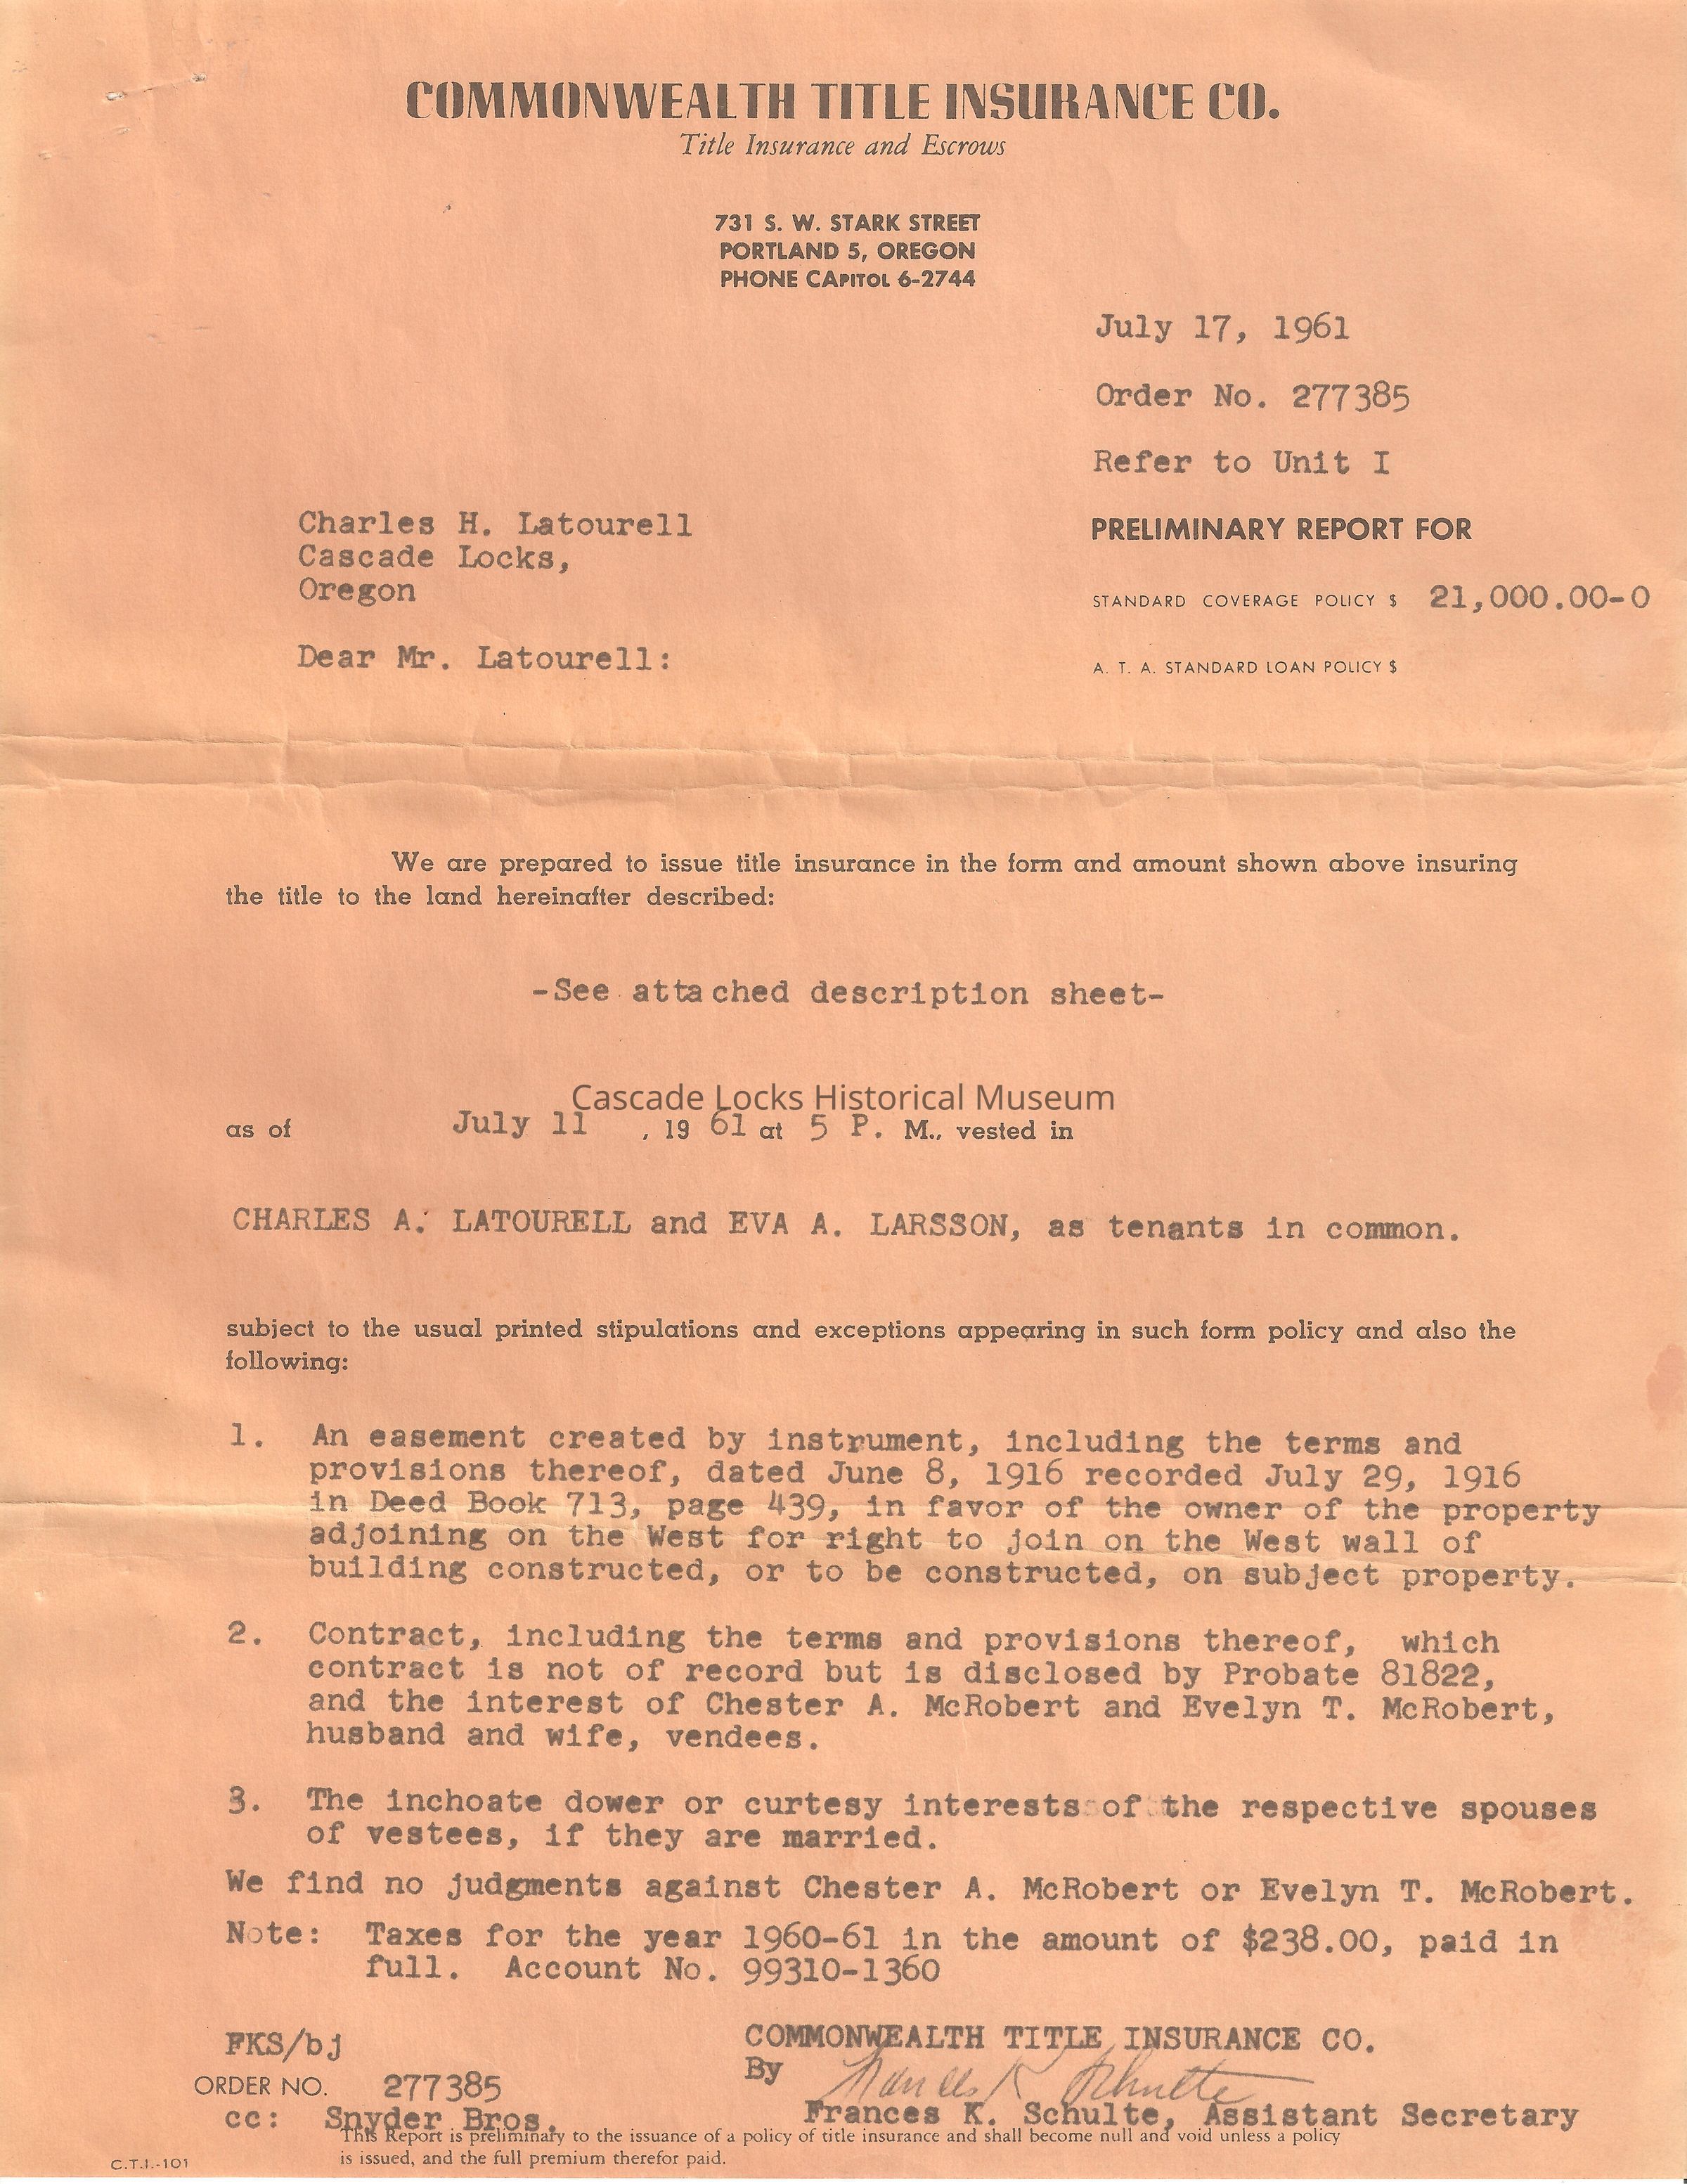 COMMONWEALTH TITLE INSURANCE CO.
Title Insurance and Escrows
731 S. W. STARK STREET
PORTLAND 5, OREGON
PHONE CAPITOL 6-2744
July 17, 1961
Order No. 277385
Refer to Unit I
Charles H. Latourell
Cascade Locks,
Oregon
PRELIMINARY REPORT FOR
STANDARD COVERAGE POLICY $ 21,000.00-0
Dear Mr. Latourell:
A. T. A. STANDARD LOAN POLICY $
We are prepared to issue title insurance in the form and amount shown above insuring
the title to the land hereinafter described:
-See attached description sheet-
Cascade Locks Historical Museum
as of July 11 , 19 61 at 5 P. M., vested in
CHARLES A. LATOURELL and EVA A. LARSSON, as tenants in common.
subject to the usual printed stipulations and exceptions appearing in such form policy and also the
following:
1. An easement created by instrument, including the terms and
provisions thereof, dated June 8, 1916 recorded July 29, 1916
in Deed Book 713, page 439, in favor of the owner of the property
adjoining on the West for right to join on the West wall of
building constructed, or to be constructed, on subject property.
2. Contract, including the terms and provisions thereof, which
contract is not of record but is disclosed by Probate 81822,
and the interest of Chester A. McRobert and Evelyn T. McRobert,
husband and wife, vendees.
3. The inchoate dower or curtesy interests of the respective spouses
of vestees, if they are married.
We find no judgments against Chester A. McRobert or Evelyn T. McRobert.
Note: Taxes for the year 1960-61 in the amount of $238.00, paid in
full. Account No. 99310-1360
FKS/bj
COMMONWEALTH TITLE INSURANCE CO.
By Frances K Schulte
ORDER NO. 277385
Frances K. Schulte, Assistant Secretary
cc: Snyder Bros.
This Report is preliminary to the issuance of a policy of title insurance and shall become null and void unless a policy
is issued, and the full premium therefor paid.
C.T.I.-101